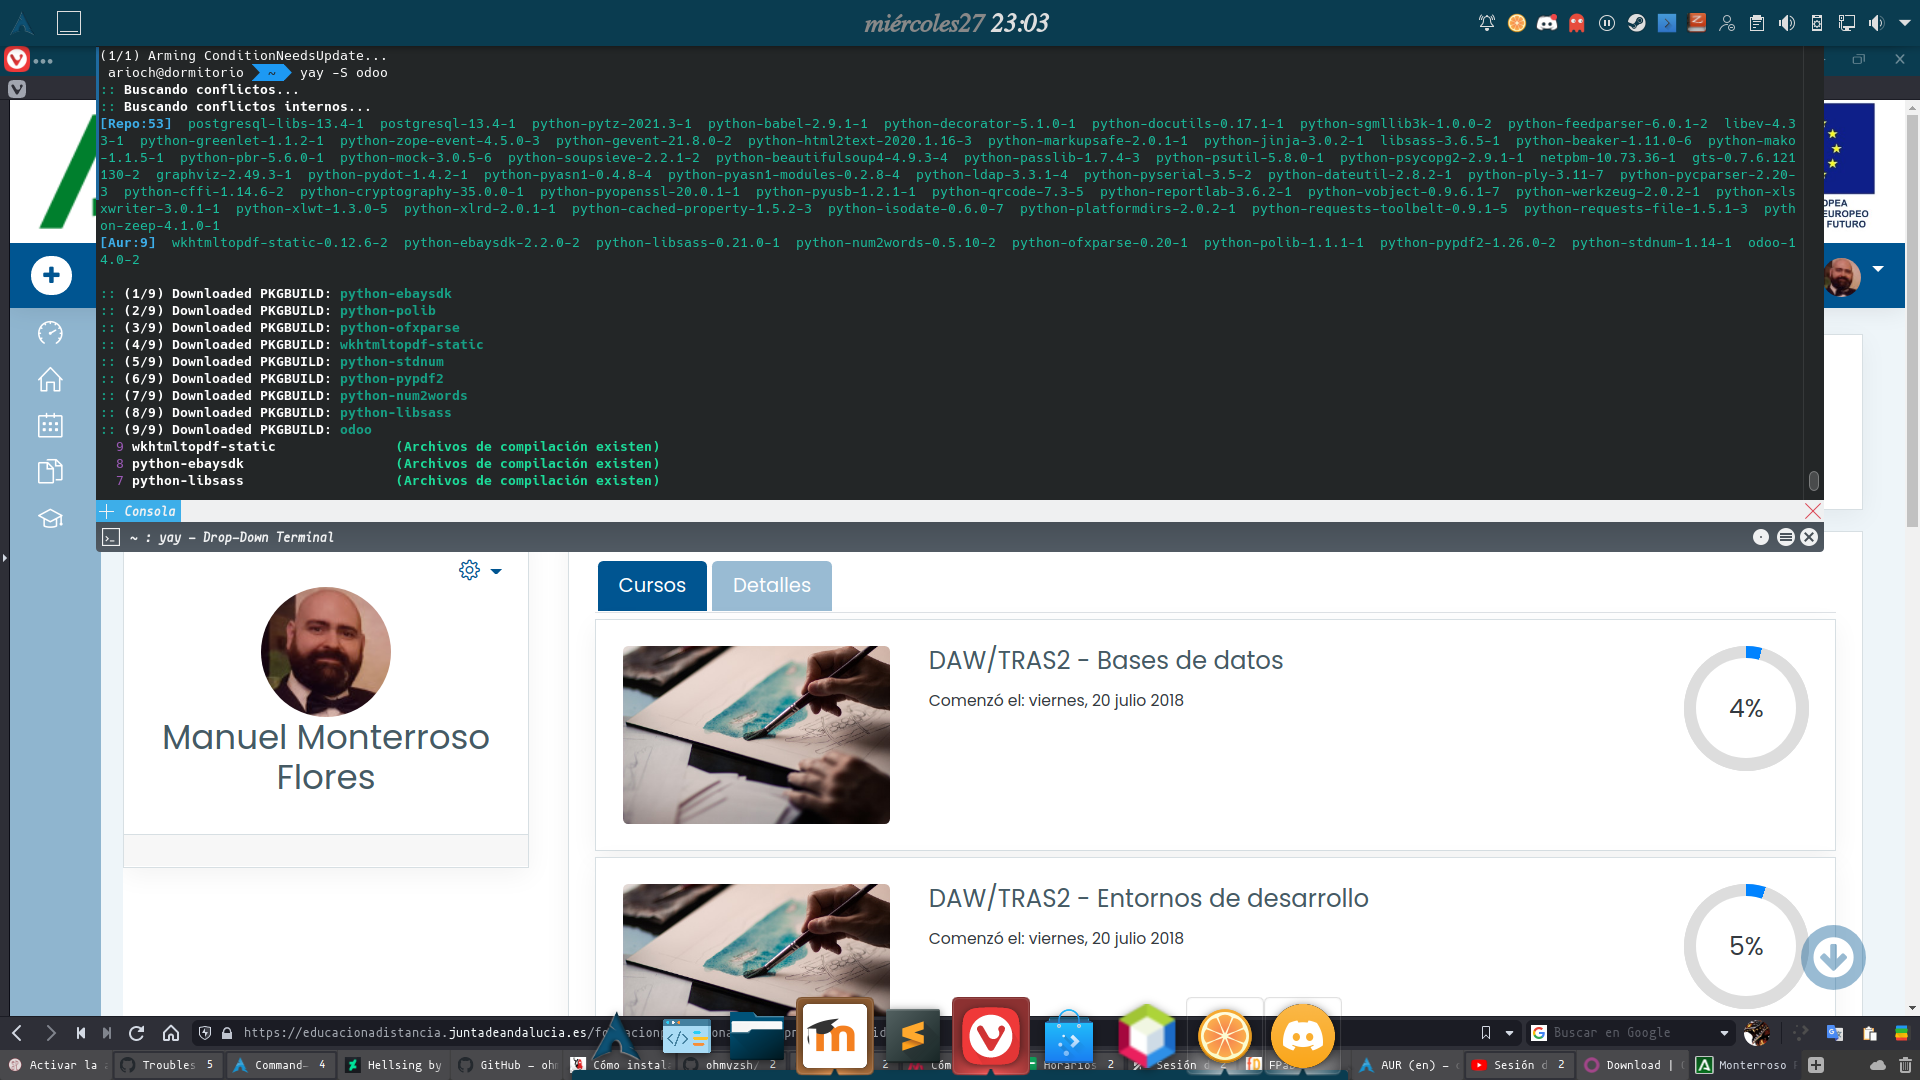 miércoles27 23:03
(1/1) Arming ConditionNeedsUpdate...
arioch@dormitorio ~ yay -S odoo
:: Buscando conflictos...
:: Buscando conflictos internos...
[Repo:53] postgresql-libs-13.4-1 postgresql-13.4-1 python-pytz-2021.3-1 python-babel-2.9.1-1 python-decorator-5.1.0-1 python-docutils-0.17.1-1 python-sgmllib3k-1.0.0-2 python-feedparser-6.0.1-2 libev-4.3
3-1 python-greenlet-1.1.2-1 python-zope-event-4.5.0-3 python-gevent-21.8.0-2 python-html2text-2020.1.16-3 python-markupsafe-2.0.1-1 python-jinja-3.0.2-1 libsass-3.6.5-1 python-beaker-1.11.0-6 python-mako
-1.1.5-1 python-pbr-5.6.0-1 python-mock-3.0.5-6 python-soupsieve-2.2.1-2 python-beautifulsoup4-4.9.3-4 python-passlib-1.7.4-3 python-psutil-5.8.0-1 python-psycopg2-2.9.1-1 netpbm-10.73.36-1 gts-0.7.6.121
130-2 graphviz-2.49.3-1 python-pydot-1.4.2-1 python-pyasn1-0.4.8-4 python-pyasn1-modules-0.2.8-4 python-ldap-3.3.1-4 python-pyserial-3.5-2 python-dateutil-2.8.2-1 python-ply-3.11-7 python-pycparser-2.20-
3 python-cffi-1.14.6-2 python-cryptography-35.0.0-1 python-pyopenssl-20.0.1-1 python-pyusb-1.2.1-1 python-qrcode-7.3-5 python-reportlab-3.6.2-1 python-vobject-0.9.6.1-7 python-werkzeug-2.0.2-1 python-xls
xwriter-3.0.1-1 python-xlwt-1.3.0-5 python-xlrd-2.0.1-1 python-cached-property-1.5.2-3 python-isodate-0.6.0-7 python-platformdirs-2.0.2-1 python-requests-toolbelt-0.9.1-5 python-requests-file-1.5.1-3 pyth
on-zeep-4.1.0-1
[Aur:9] wkhtmltopdf-static-0.12.6-2 python-ebaysdk-2.2.0-2 python-libsass-0.21.0-1 python-num2words-0.5.10-2 python-ofxparse-0.20-1 python-polib-1.1.1-1 python-pypdf2-1.26.0-2 python-stdnum-1.14-1 odoo-1
4.0-2
:: (1/9) Downloaded PKGBUILD: python-ebaysdk
:: (2/9) Downloaded PKGBUILD: python-polib
:: (3/9) Downloaded PKGBUILD: python-ofxparse
:: (4/9) Downloaded PKGBUILD: wkhtmltopdf-static
:: (5/9) Downloaded PKGBUILD: python-stdnum
:: (6/9) Downloaded PKGBUILD: python-pypdf2
:: (7/9) Downloaded PKGBUILD: python-num2words
:: (8/9) Downloaded PKGBUILD: python-libsass
:: (9/9) Downloaded PKGBUILD: odoo
9 wkhtmltopdf-static (Archivos de compilación existen)
8 python-ebaysdk (Archivos de compilación existen)
7 python-libsass (Archivos de compilación existen)
OPEA
EUROPEO
FUTURO
Consola
~ : yay — Drop-Down Terminal
Cursos Detalles
Manuel Monterroso
Flores
DAW/TRAS2 - Bases de datos
Comenzó el: viernes, 20 julio 2018
4%
DAW/TRAS2 - Entornos de desarrollo
Comenzó el: viernes, 20 julio 2018
5%
https://educacionadistancia.juntadeandalucia.es/fo
Buscar en Google
Activar la
Troubles 5
Command- 4
Hellsing by
GitHub – ohm
Cómo instal
ohmyzsh/ 2
Horarios 2
Sesión d 2
AUR (en) –
Sesión d 2
Download |
Monterroso F